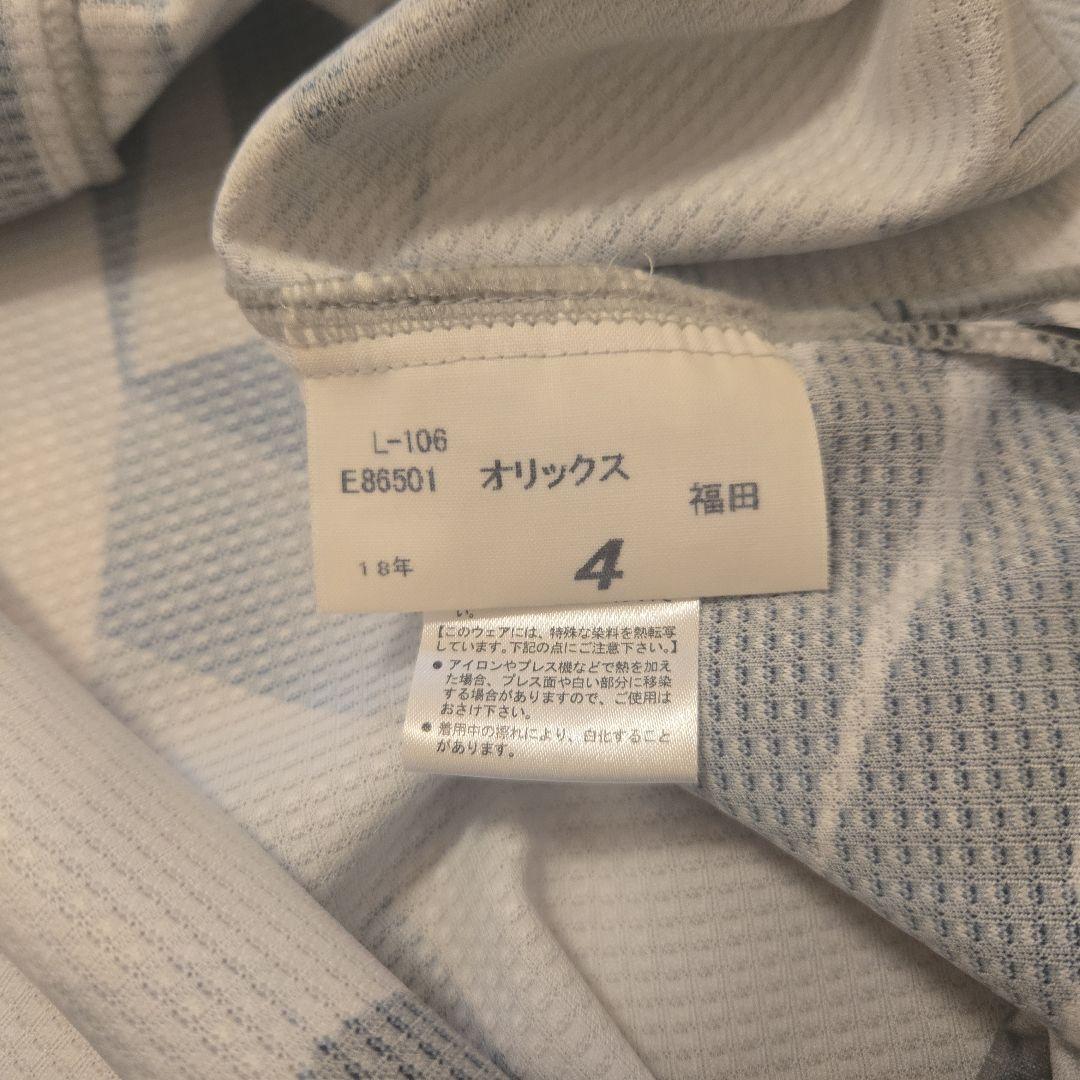 L-106
E86501 オリックス 福田
18年 4
い。
【このウェアには、特殊な染料を熱転写
しています。下記の点にご注意下さい。】
● アイロンやプレス機などで熱を加え
た場合、プレス面や白い部分に移染
する場合がありますので、ご使用は
おさけ下さい。
● 着用中の擦れにより、白化すること
があります。